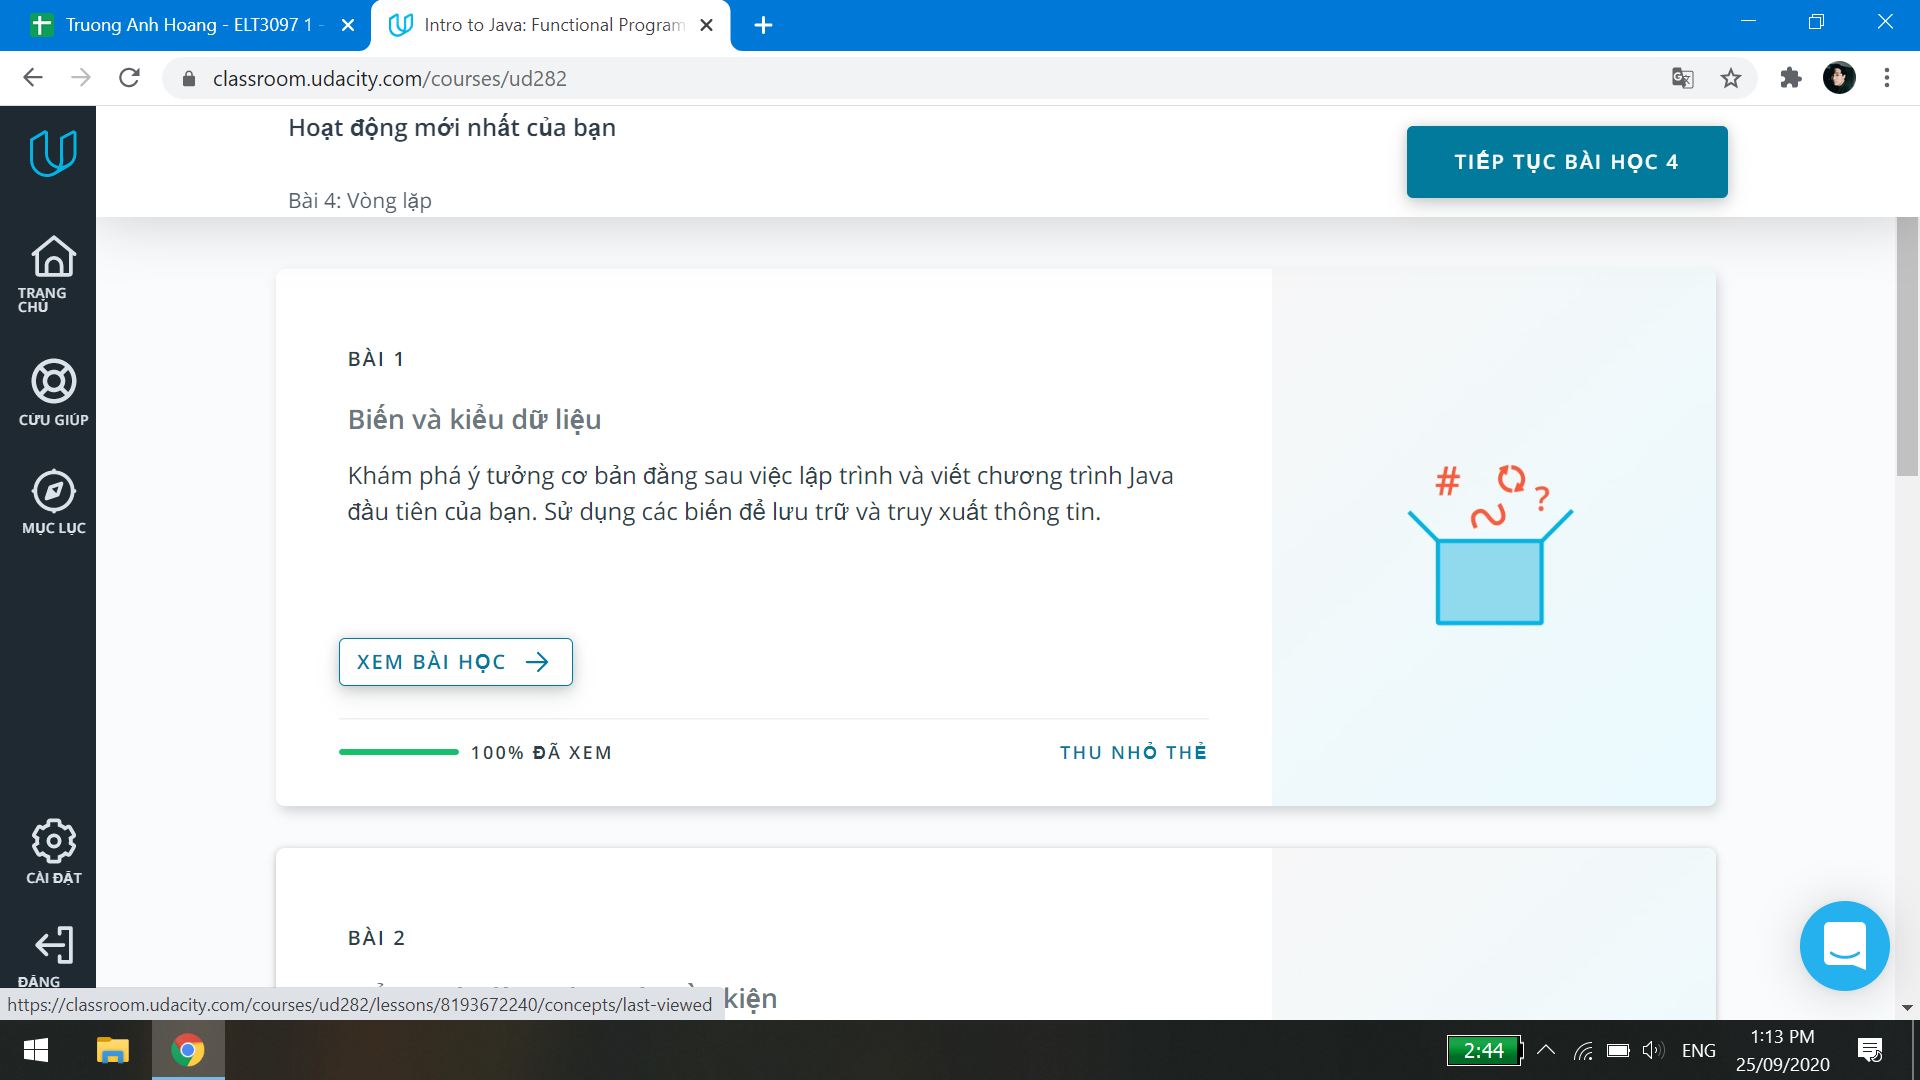 Truong Anh Hoang - ELT3097 1 -
Intro to Java: Functional Program
classroom.udacity.com/courses/ud282
Hoạt động mới nhất của bạn
TIẾP TỤC BÀI HỌC 4
Bài 4: Vòng lặp
TRANG
CHỦ
CỨU GIÚP
MỤC LỤC
CÀI ĐẶT
ĐĂNG
BÀI 1
Biến và kiểu dữ liệu
Khám phá ý tưởng cơ bản đằng sau việc lập trình và viết chương trình Java
đầu tiên của bạn. Sử dụng các biến để lưu trữ và truy xuất thông tin.
# ?
XEM BÀI HỌC
100% ĐÃ XEM
THU NHỎ THẺ
BÀI 2
kiện
https://classroom.udacity.com/courses/ud282/lessons/8193672240/concepts/last-viewed
2:44
ENG
1:13 PM
25/09/2020